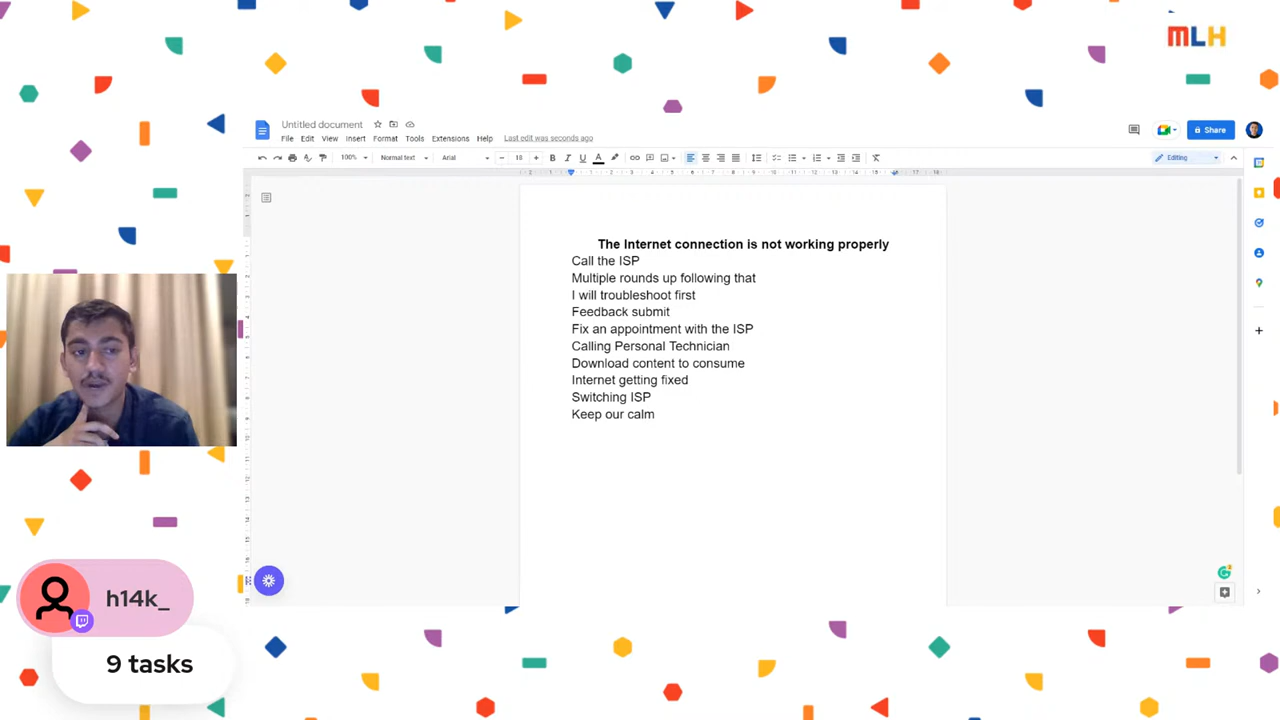 MLH
Untitled document
File Edit View Insert Format Tools Extensions Help Last edit was seconds ago
Share
100% Normal text Arial 18 B I U A
Editing
The Internet connection is not working properly
Call the ISP
Multiple rounds up following that
I will troubleshoot first
Feedback submit
Fix an appointment with the ISP
Calling Personal Technician
Download content to consume
Internet getting fixed
Switching ISP
Keep our calm
h14k_
9 tasks